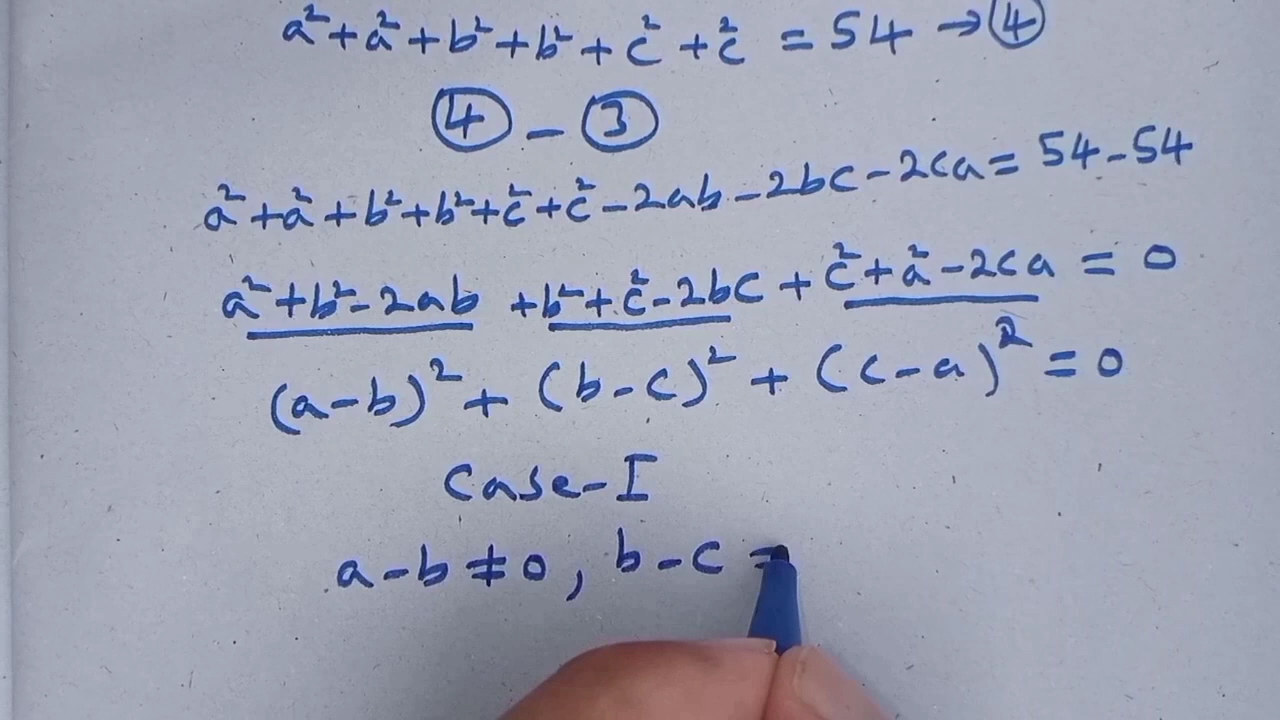 a²+a²+b²+b²+c²+c² = 54 → ④
④ - ③
a²+a²+b²+b²+c²+c²-2ab-2bc-2ca = 54-54
a²+b²-2ab +b²+c²-2bc + c²+a²-2ca = 0
(a-b)² + (b-c)² + (c-a)² = 0
Case-I
a-b≠0, b-c =